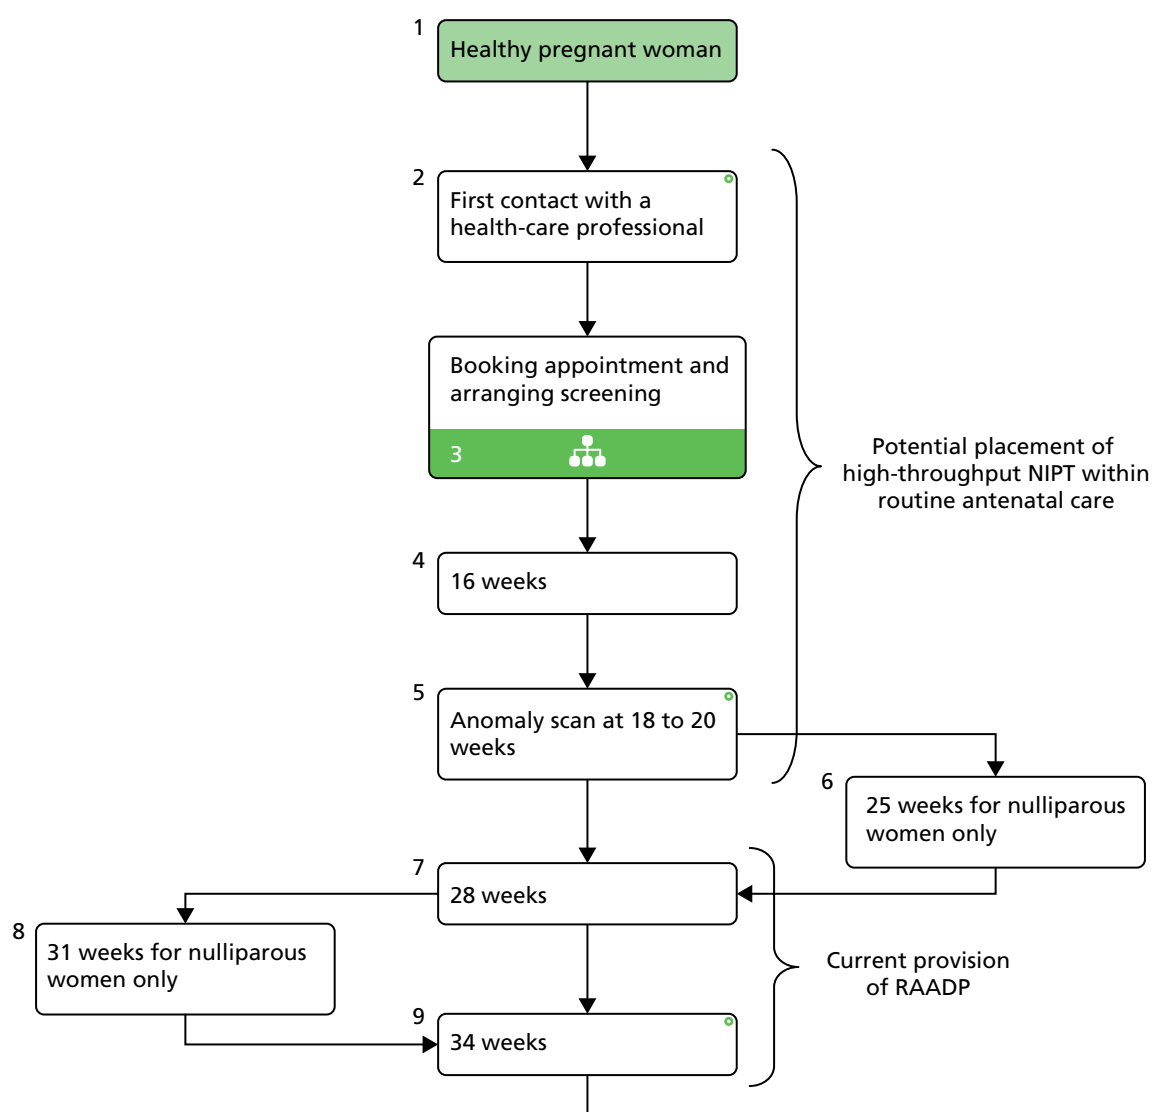 1
Healthy pregnant woman
2
First contact with a
health-care professional
Booking appointment and
arranging screening
3
Potential placement of
high-throughput NIPT within
routine antenatal care
4
16 weeks
5
Anomaly scan at 18 to 20
weeks
6
25 weeks for nulliparous
women only
7
28 weeks
8
31 weeks for nulliparous
women only
Current provision
of RAADP
9
34 weeks